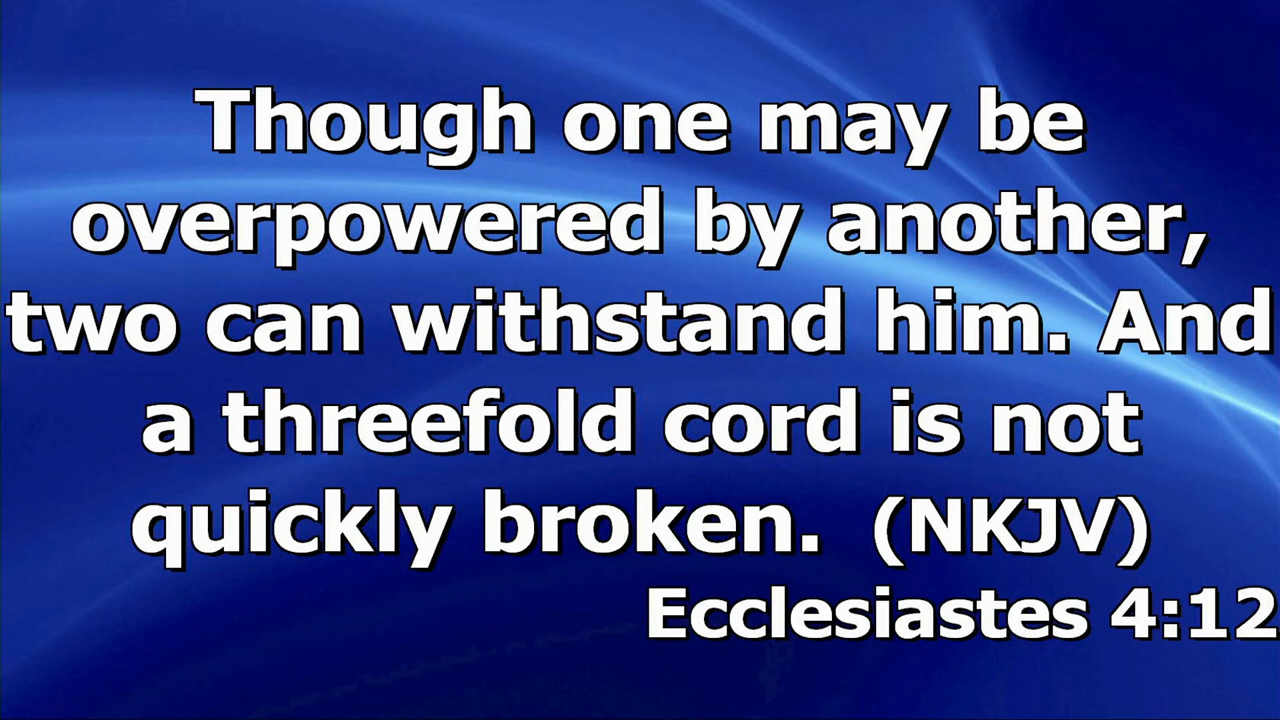 Though one may be
overpowered by another,
two can withstand him. And
a threefold cord is not
quickly broken.  (NKJV)
Ecclesiastes 4:12